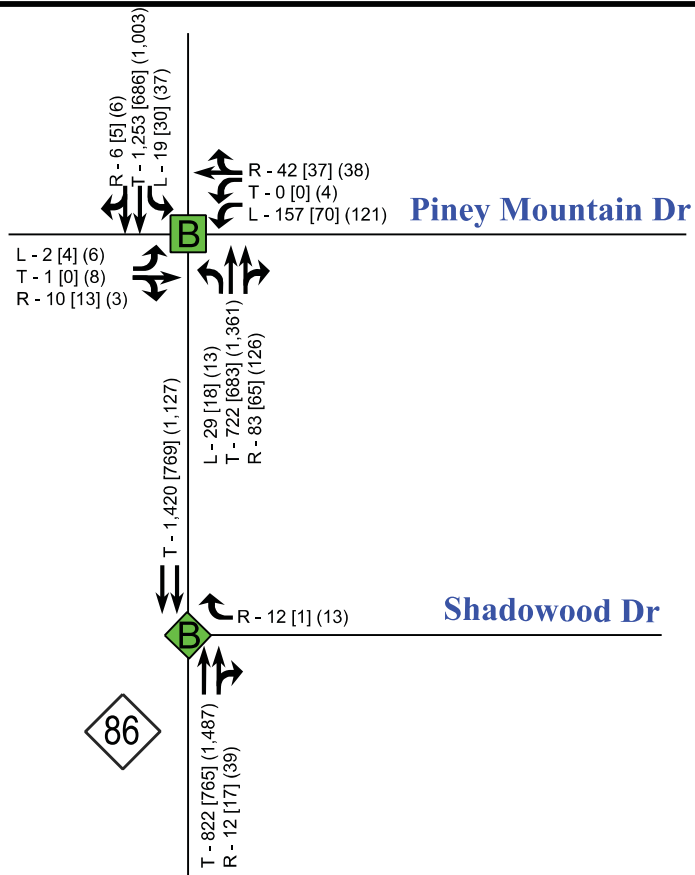 R - 6 [5] (6)
T - 1,253 [686] (1,003)
L - 19 [30] (37)
R - 42 [37] (38)
T - 0 [0] (4)
L - 157 [70] (121)
Piney Mountain Dr
B
L - 2 [4] (6)
T - 1 [0] (8)
R - 10 [13] (3)
L - 29 [18] (13)
T - 722 [683] (1,361)
R - 83 [65] (126)
T - 1,420 [769] (1,127)
R - 12 [1] (13)
Shadowood Dr
B
86
T - 822 [765] (1,487)
R - 12 [17] (39)